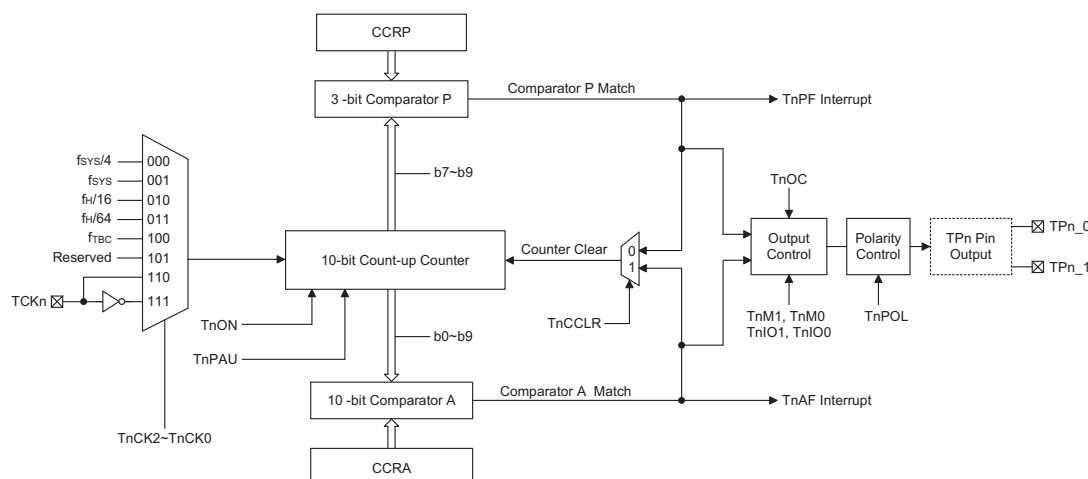 CCRP
3 -bit Comparator P
Comparator P Match
TnPF Interrupt
b7~b9
fSYS/4
000
fSYS
001
fH/16
010
fH/64
011
fTBC
100
Reserved
101
110
TCKn
111
TnCK2~TnCK0
10-bit Count-up Counter
Counter Clear
0
1
TnCCLR
TnON
TnPAU
b0~b9
TnOC
Output
Control
TnM1, TnM0
TnIO1, TnIO0
Polarity
Control
TnPOL
TPn Pin
Output
TPn_0
TPn_1
10 -bit Comparator A
Comparator A Match
TnAF Interrupt
CCRA